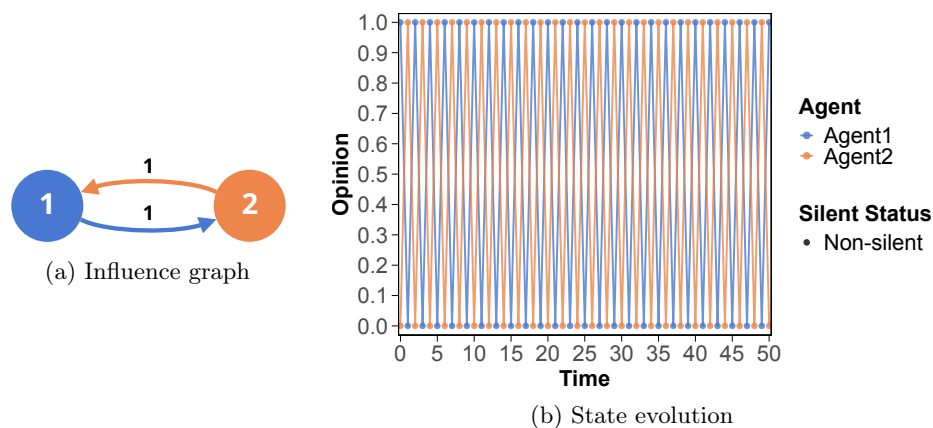 1
1
2
1
(a) Influence graph
Opinion
1.0
0.9
0.8
0.7
0.6
0.5
0.4
0.3
0.2
0.1
0.0
0 5 10 15 20 25 30 35 40 45 50
Time
Agent
Agent1
Agent2
Silent Status
Non-silent
(b) State evolution